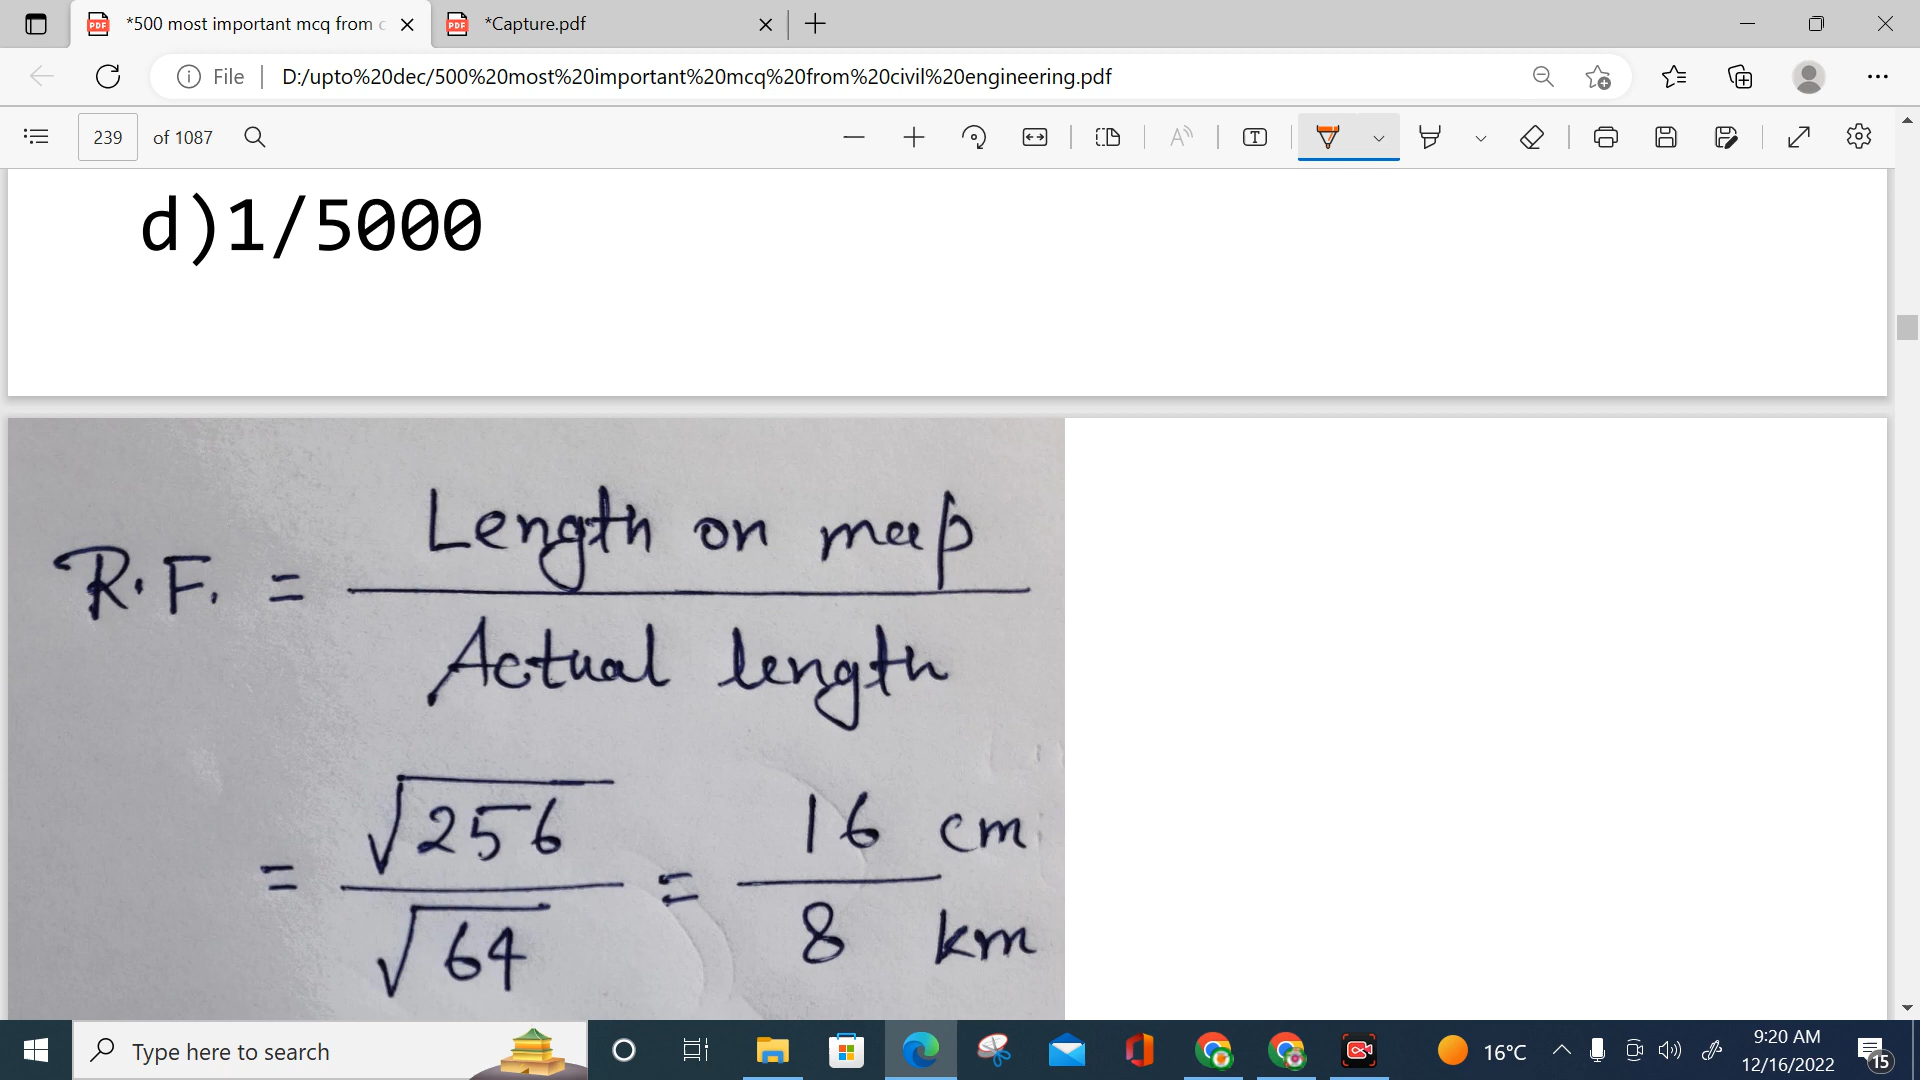 *500 most important mcq from c
*Capture.pdf
File
D:/upto%20dec/500%20most%20important%20mcq%20from%20civil%20engineering.pdf
239 of 1087
d)1/5000
R.F. = Length on map
Actual length
= √256 = 16 cm
√64 8 km
Type here to search
16°C
9:20 AM
12/16/2022
15